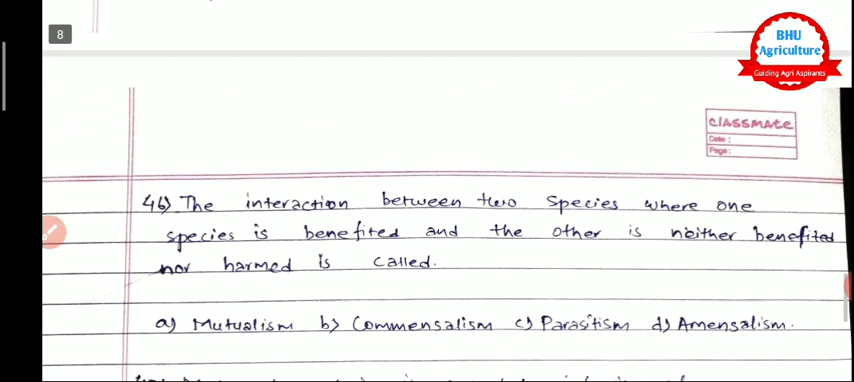 8
BHU
Agriculture
Guiding Agri Aspirants
CLASSMATE
Date :
Page :
46) The interaction between two species where one
species is benefited and the other is neither benefited
nor harmed is called.
a) Mutualism b) Commensalism c) Parasitism d) Amensalism.